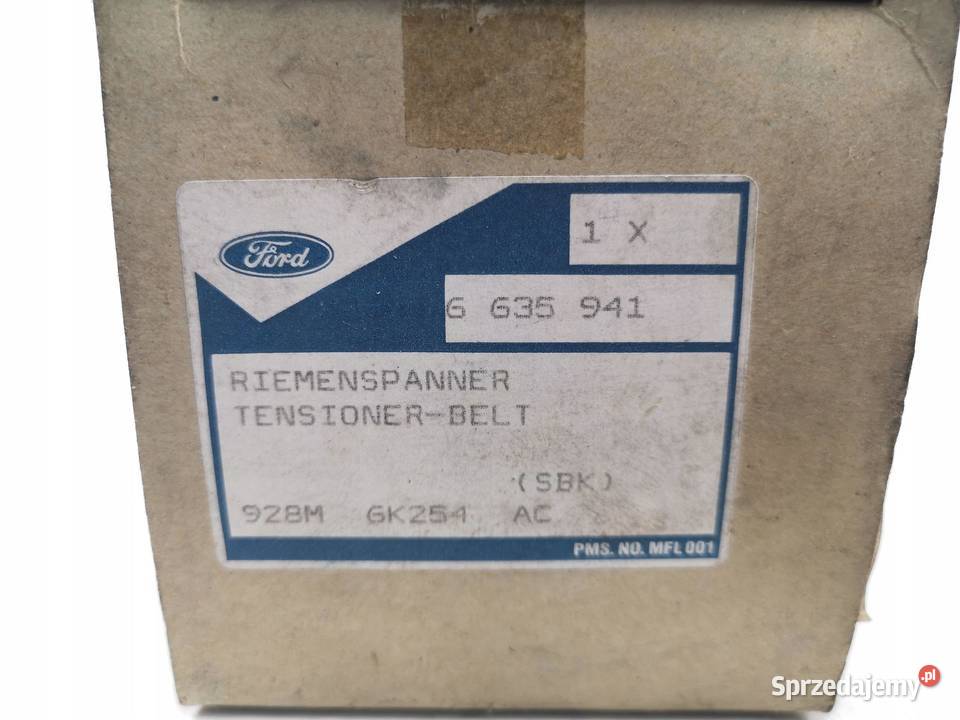 Ford
1 X
6 635 941
RIEMENSPANNER
TENSIONER-BELT
(SBK)
928M 6K254 AC
PMS. NO. MFL 001
Sprzedajemy.pl